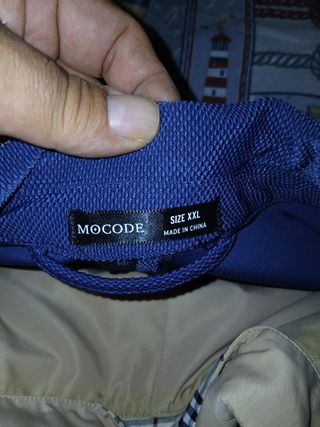 MOCODE
SIZE XXL
MADE IN CHINA